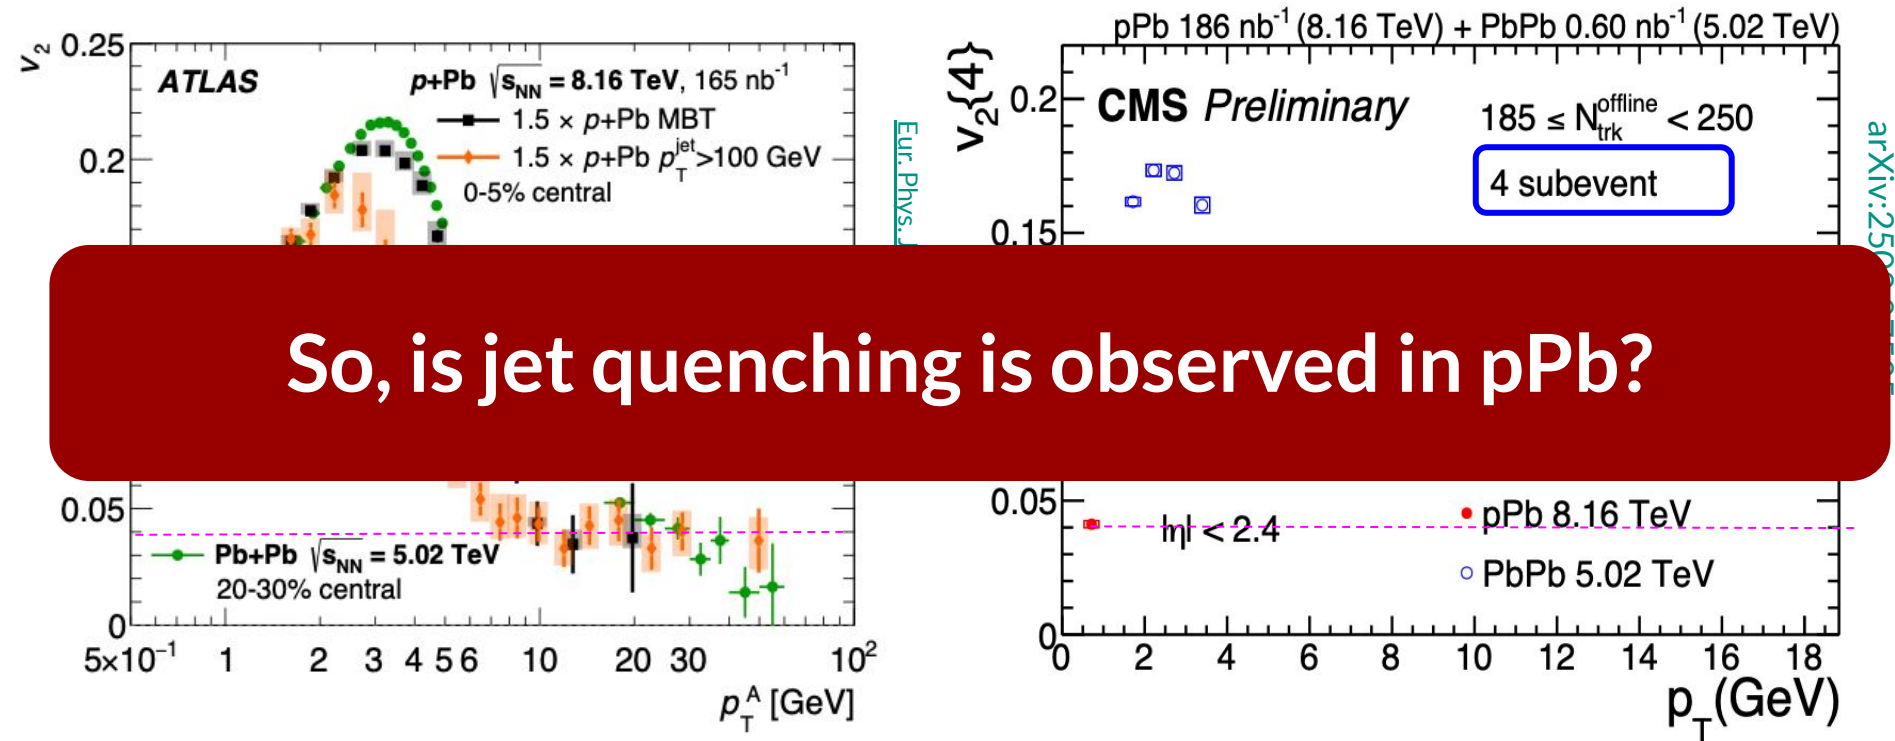 v₂ 0.25
ATLAS
p+Pb √sNN = 8.16 TeV, 165 nb⁻¹
1.5 × p+Pb MBT
1.5 × p+Pb pTjet>100 GeV
0-5% central
0.2
Eur. Phys. J
pPb 186 nb⁻¹ (8.16 TeV) + PbPb 0.60 nb⁻¹ (5.02 TeV)
v₂{4}
0.2
CMS Preliminary
185 ≤ Ntrk^offline < 250
4 subevent
0.15
So, is jet quenching is observed in pPb?
0.05
Pb+Pb √sNN = 5.02 TeV
20-30% central
0
5×10⁻¹ 1 2 3 4 5 6 10 20 30 10²
pTᴬ [GeV]
0.05
|η| < 2.4
pPb 8.16 TeV
PbPb 5.02 TeV
0
0 2 4 6 8 10 12 14 16 18
pT(GeV)